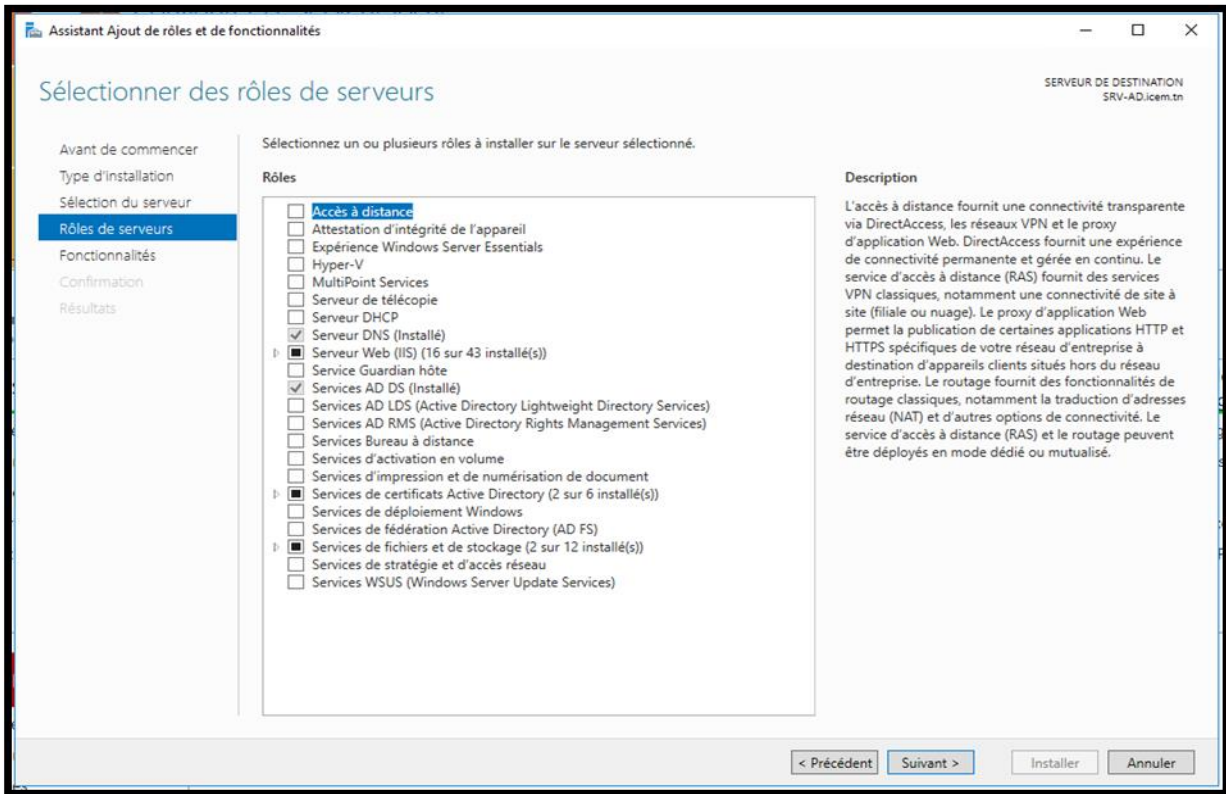 Assistant Ajout de rôles et de fonctionnalités
Sélectionner des rôles de serveurs
SERVEUR DE DESTINATION
SRV-AD.icem.tn
Avant de commencer
Type d'installation
Sélection du serveur
Rôles de serveurs
Fonctionnalités
Confirmation
Résultats
Sélectionnez un ou plusieurs rôles à installer sur le serveur sélectionné.
Rôles
Accès à distance
Attestation d'intégrité de l'appareil
Expérience Windows Server Essentials
Hyper-V
MultiPoint Services
Serveur de télécopie
Serveur DHCP
Serveur DNS (Installé)
Serveur Web (IIS) (16 sur 43 installé(s))
Service Guardian hôte
Services AD DS (Installé)
Services AD LDS (Active Directory Lightweight Directory Services)
Services AD RMS (Active Directory Rights Management Services)
Services Bureau à distance
Services d'activation en volume
Services d'impression et de numérisation de document
Services de certificats Active Directory (2 sur 6 installé(s))
Services de déploiement Windows
Services de fédération Active Directory (AD FS)
Services de fichiers et de stockage (2 sur 12 installé(s))
Services de stratégie et d'accès réseau
Services WSUS (Windows Server Update Services)
Description
L'accès à distance fournit une connectivité transparente
via DirectAccess, les réseaux VPN et le proxy
d'application Web. DirectAccess fournit une expérience
de connectivité permanente et gérée en continu. Le
service d'accès à distance (RAS) fournit des services
VPN classiques, notamment une connectivité de site à
site (filiale ou nuage). Le proxy d'application Web
permet la publication de certaines applications HTTP et
HTTPS spécifiques de votre réseau d'entreprise à
destination d'appareils clients situés hors du réseau
d'entreprise. Le routage fournit des fonctionnalités de
routage classiques, notamment la traduction d'adresses
réseau (NAT) et d'autres options de connectivité. Le
service d'accès à distance (RAS) et le routage peuvent
être déployés en mode dédié ou mutualisé.
< Précédent
Suivant >
Installer
Annuler